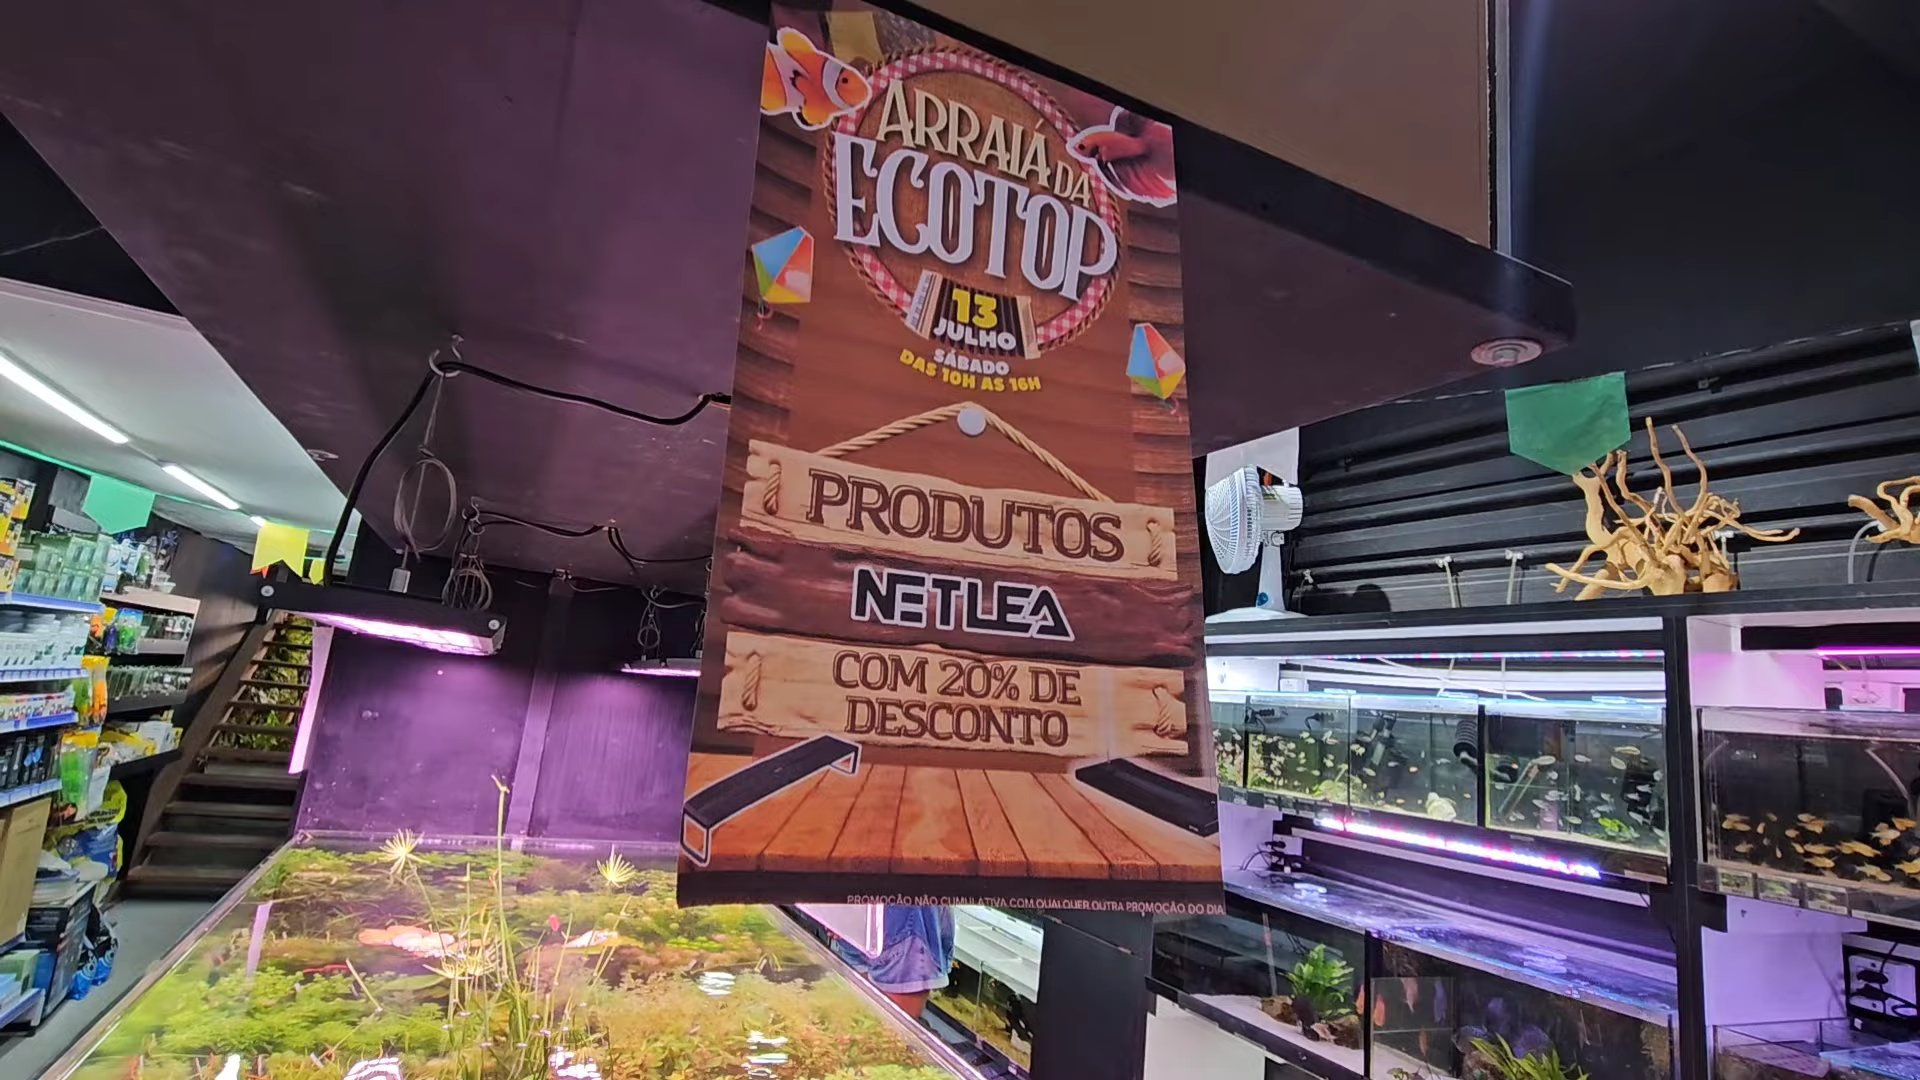 ARRAIÁ DA
ECOTOP
13
JULHO
SÁBADO
DAS 10H AS 16H
PRODUTOS
NETLEA
COM 20% DE
DESCONTO
PROMOÇÃO NÃO CUMULATIVA COM QUALQUER OUTRA PROMOÇÃO DO DIA